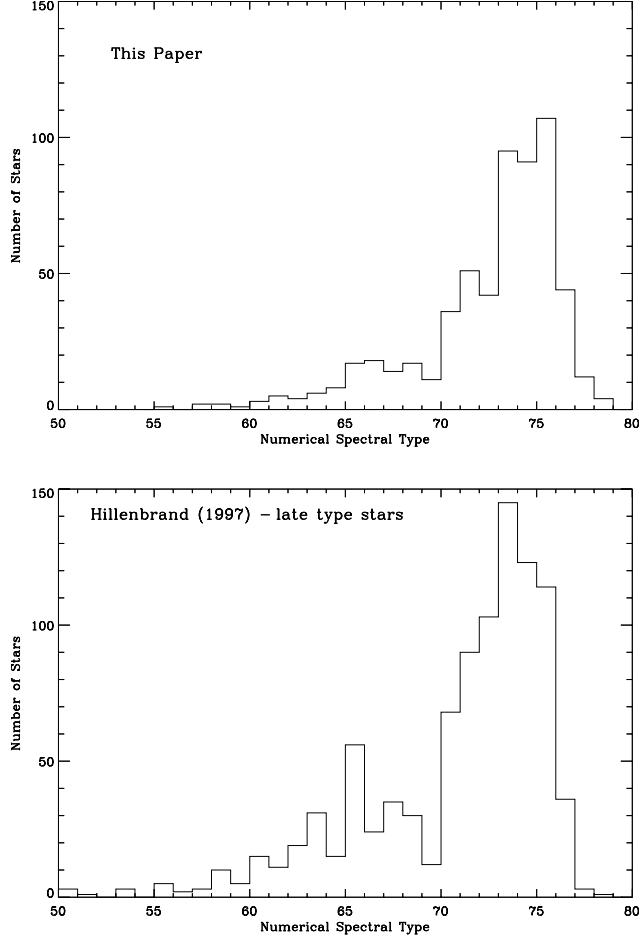 150
This Paper
100
Number of Stars
50
0
50 55 60 65 70 75 80
Numerical Spectral Type
150
Hillenbrand (1997) – late type stars
100
Number of Stars
50
0
50 55 60 65 70 75 80
Numerical Spectral Type